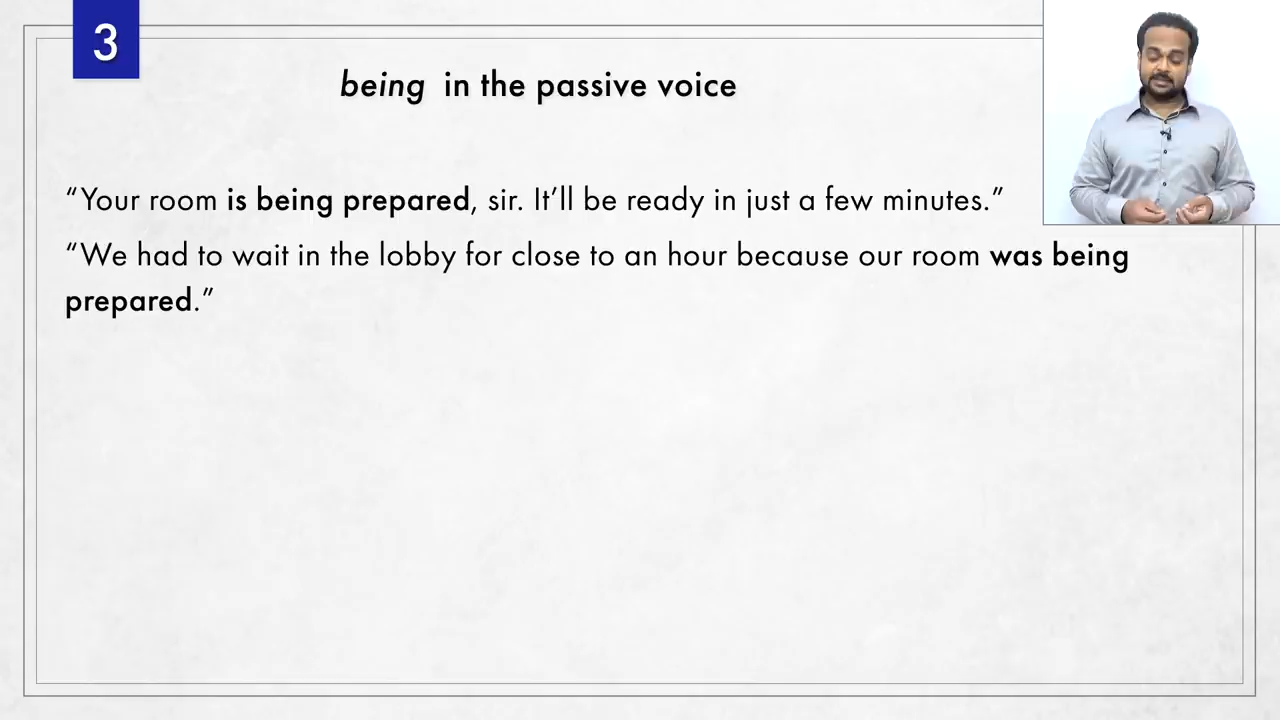 3
being in the passive voice
“Your room is being prepared, sir. It’ll be ready in just a few minutes.”
“We had to wait in the lobby for close to an hour because our room was being
prepared.”